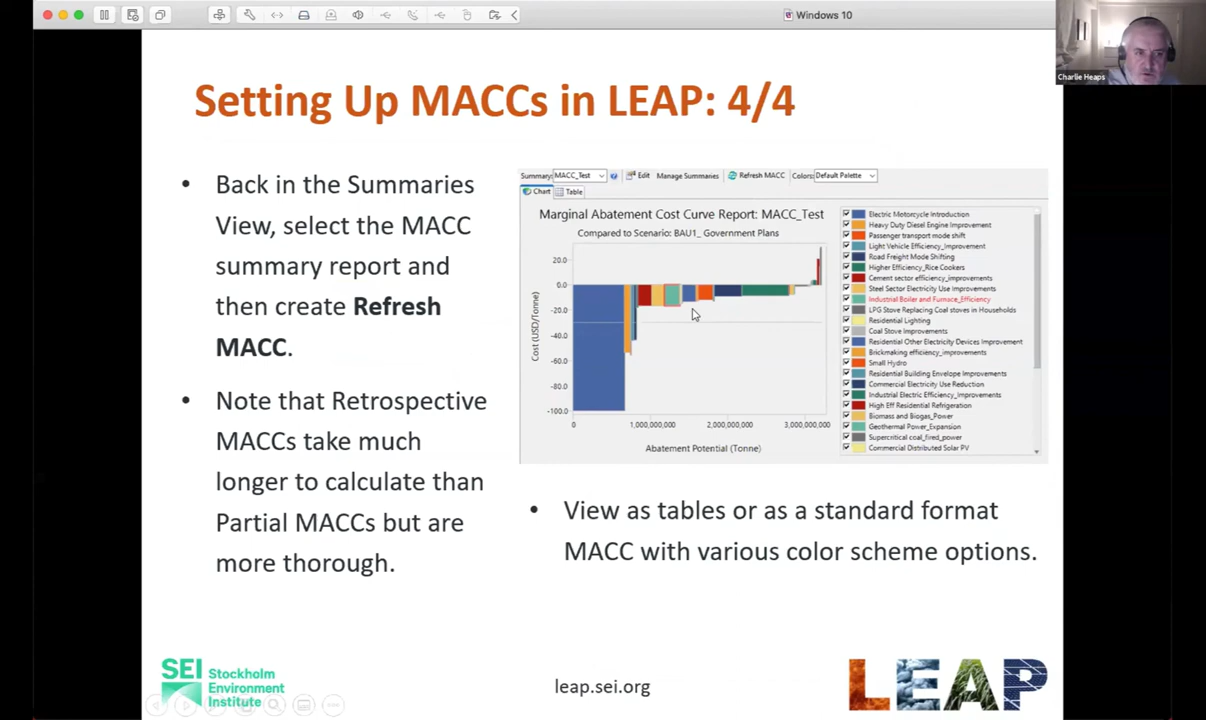 Windows 10
Charlie Heaps
Setting Up MACCs in LEAP: 4/4
• Back in the Summaries
View, select the MACC
summary report and
then create Refresh
MACC.
• Note that Retrospective
MACCs take much
longer to calculate than
Partial MACCs but are
more thorough.
Summary: MACC_Test Edit Manage Summaries Refresh MACC Colors: Default Palette
Chart Table
Marginal Abatement Cost Curve Report: MACC_Test
Compared to Scenario: BAU1_ Government Plans
Cost (USD/Tonne)
20.0
0.0
-20.0
-40.0
-60.0
-80.0
-100.0
0 1,000,000,000 2,000,000,000 3,000,000,000
Abatement Potential (Tonne)
Electric Motorcycle Introduction
Heavy Duty Diesel Engine Improvement
Passenger transport mode shift
Light Vehicle Efficiency_Improvement
Road Freight Mode Shifting
Higher Efficiency_Rice Cookers
Cement sector efficiency_improvements
Steel Sector Electricity Use Improvements
Industrial Boiler and Furnace_Efficiency
LPG Stove Replacing Coal stoves in Households
Residential Lighting
Coal Stove Improvements
Residential Other Electricity Devices Improvement
Brickmaking efficiency_improvements
Small Hydro
Residential Building Envelope Improvements
Commercial Electricity Use Reduction
Industrial Electric Efficiency_Improvements
High Eff Residential Refrigeration
Biomass and Biogas_Power
Geothermal Power_Expansion
Supercritical coal_fired_power
Commercial Distributed Solar PV
• View as tables or as a standard format
MACC with various color scheme options.
SEI Stockholm
Environment
Institute
leap.sei.org
LEAP